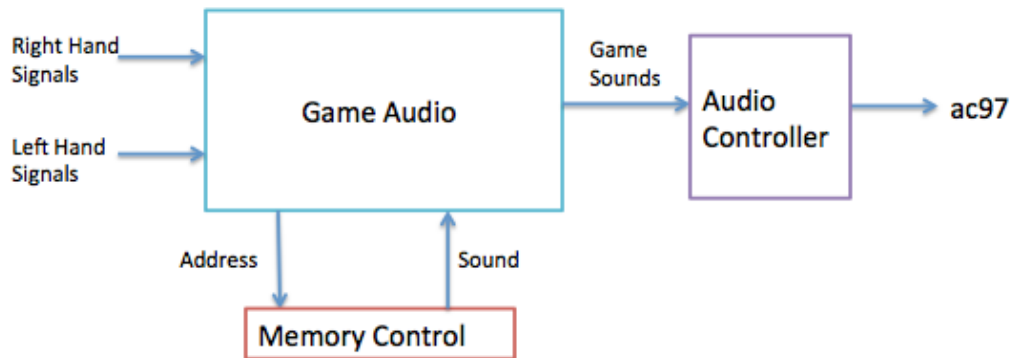 Right Hand
Signals
Left Hand
Signals
Game Audio
Game
Sounds
Audio
Controller
ac97
Address
Sound
Memory Control